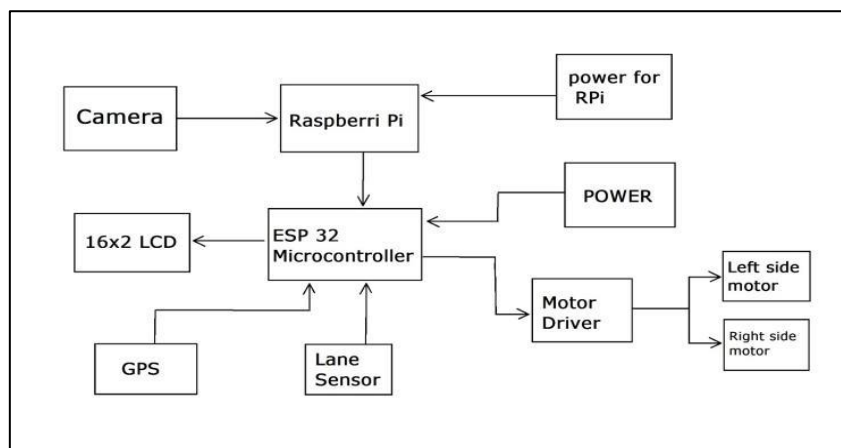 power for
RPi
Camera
Raspberri Pi
POWER
16x2 LCD
ESP 32
Microcontroller
Left side
motor
Motor
Driver
Right side
motor
GPS
Lane
Sensor